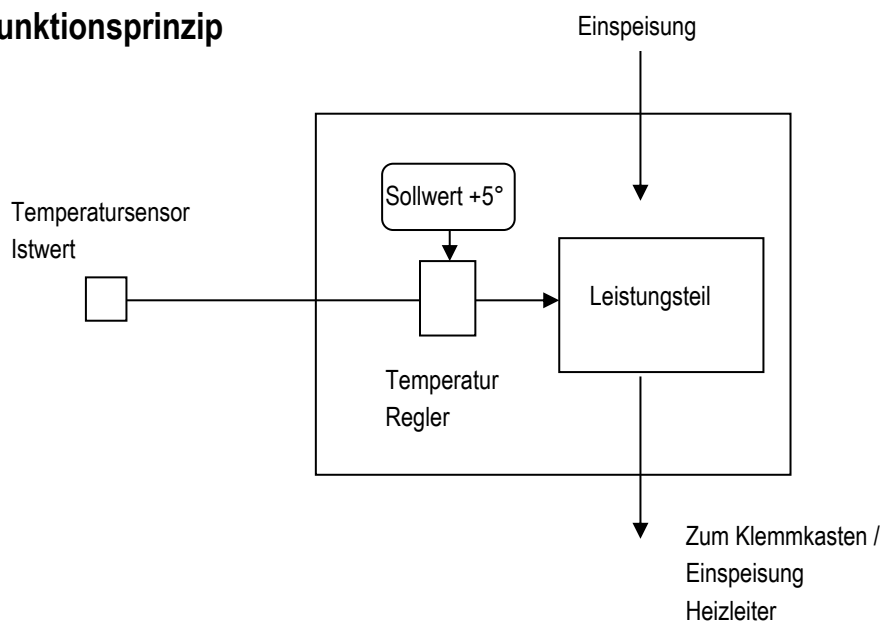 unktionsprinzip
Einspeisung
Sollwert +5°
Temperatursensor
Istwert
Leistungsteil
Temperatur
Regler
Zum Klemmkasten /
Einspeisung
Heizleiter